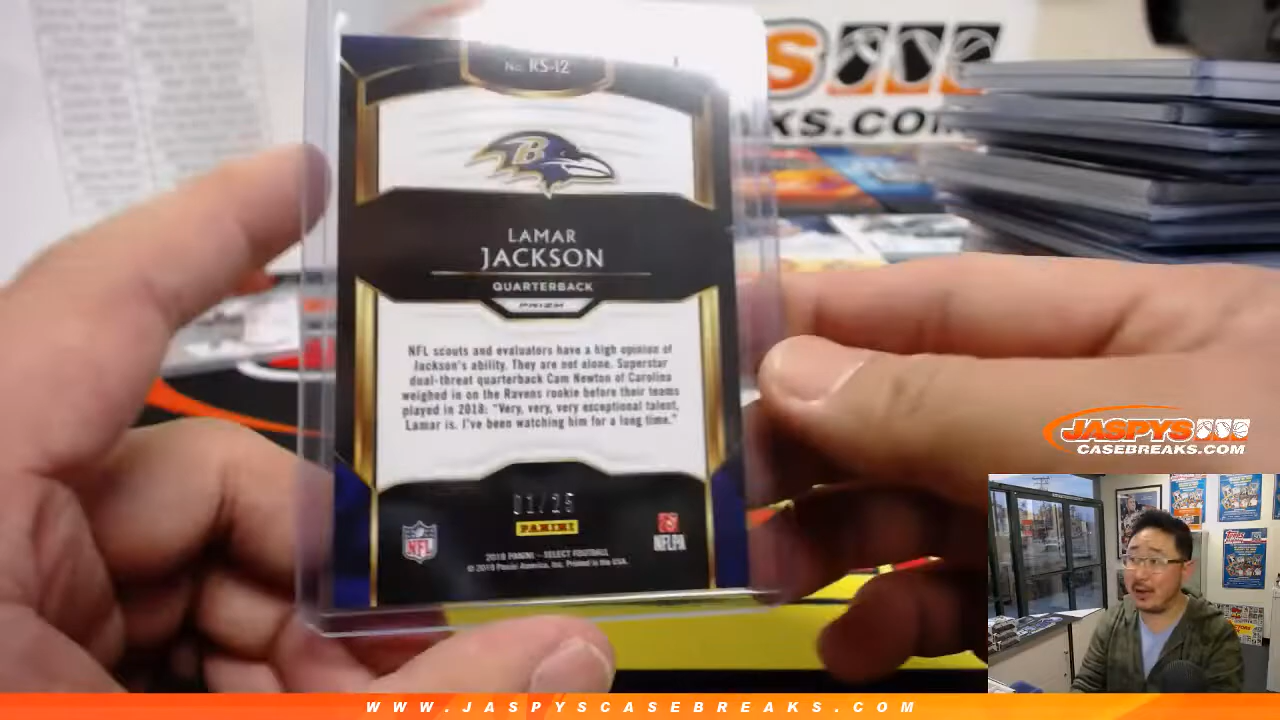 No. RS-12
B
LAMAR
JACKSON
QUARTERBACK
PRIZM
NFL scouts and evaluators have a high opinion of
Jackson's ability. They are not alone. Superstar
dual-threat quarterback Cam Newton of Carolina
weighed in on the Ravens rookie before their teams
played in 2018: "Very, very, very exceptional talent,
Lamar is. I've been watching him for a long time."
01/25
PANINI
NFL
NFLPA
2018 PANINI – SELECT FOOTBALL
© 2019 Panini America, Inc. Printed in the USA.
S
KS.COM
JASPYS
CASEBREAKS.COM
TOPPS
WWW.JASPYSCASEBREAKS.COM